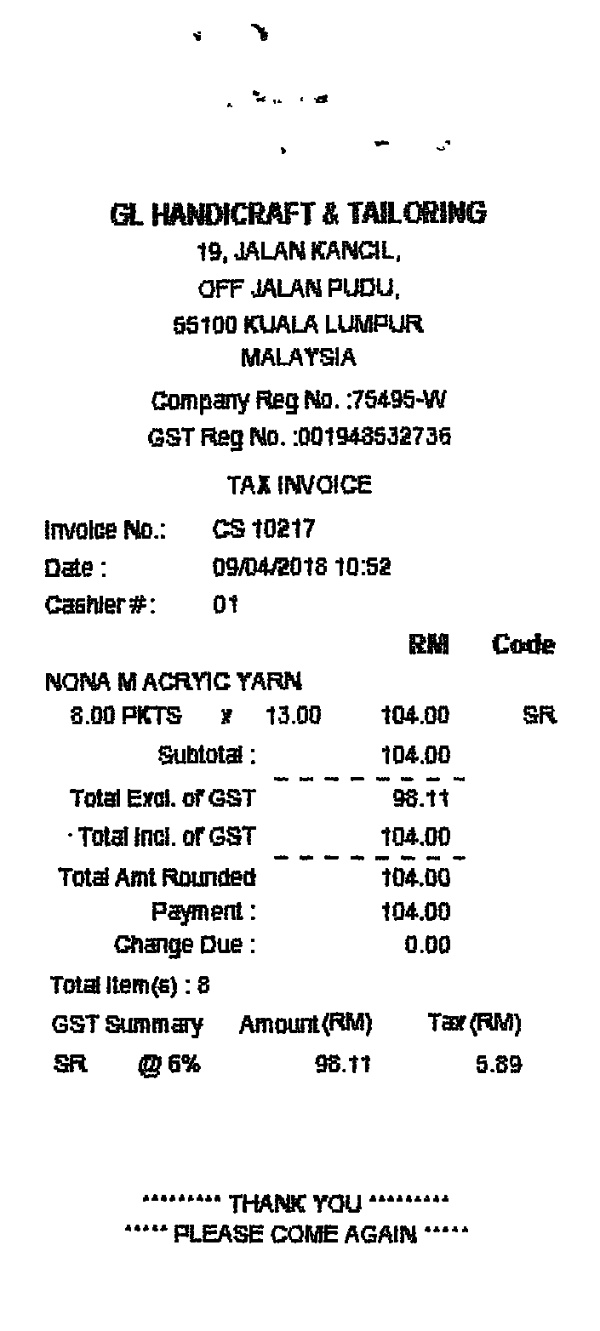 GL HANDICRAFT & TAILORING
19, JALAN KANCIL,
OFF JALAN PUDU,
55100 KUALA LUMPUR
MALAYSIA
Company Reg No. :75495-W
GST Reg No. :001948532736
TAX INVOICE
Invoice No.: CS 10217
Date : 09/04/2018 10:52
Cashier #: 01
RM Code
NONA M ACRYIC YARN
8.00 PKTS x 13.00 104.00 SR
Subtotal : 104.00
Total Excl. of GST 98.11
Total Incl. of GST 104.00
Total Amt Rounded 104.00
Payment : 104.00
Change Due : 0.00
Total Item(s) : 8
GST Summary Amount(RM) Tax(RM)
SR @ 6% 98.11 5.89
********* THANK YOU *********
***** PLEASE COME AGAIN *****